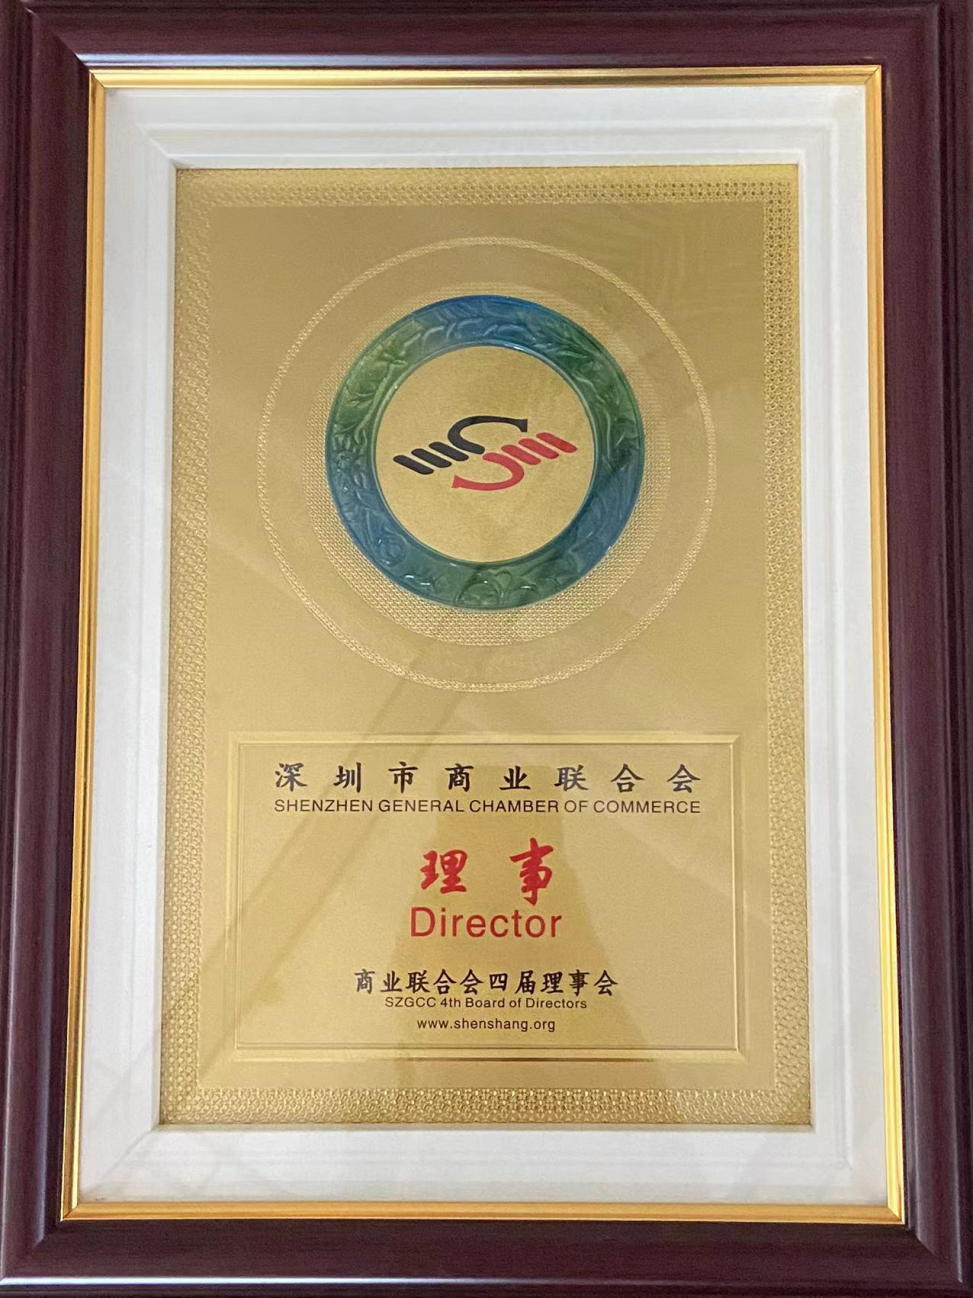 深圳市商业联合会
SHENZHEN GENERAL CHAMBER OF COMMERCE
理事
Director
商业联合会四届理事会
SZGCC 4th Board of Directors
www.shenshang.org